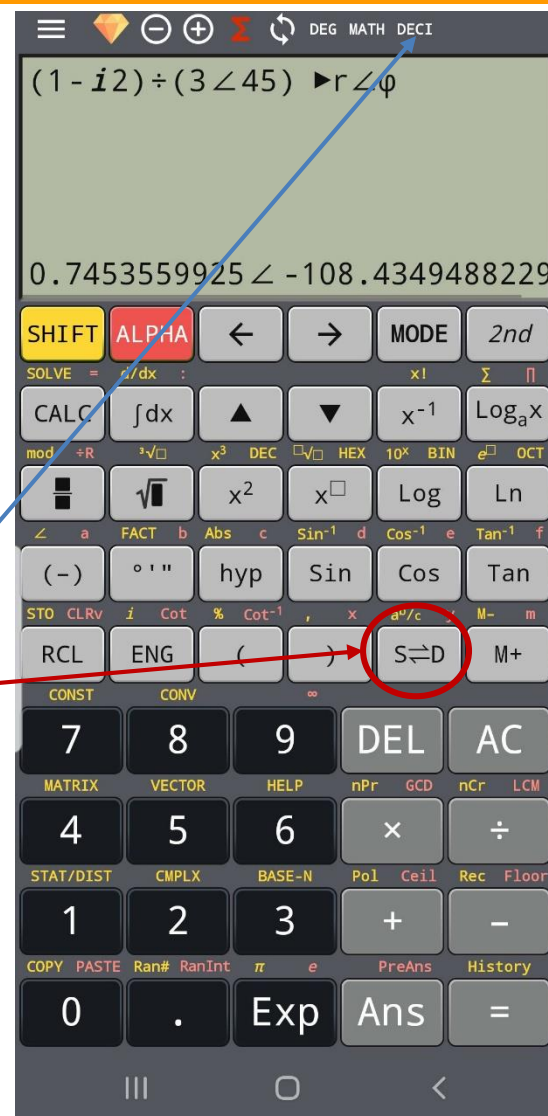 DEG MATH DECI
(1-i2)÷(3∠45) ▶r∠φ
0.7453559925∠-108.4349488229
SHIFT ALPHA ← → MODE 2nd
SOLVE = d/dx : x! Σ ∏
CALC ∫dx ▲ ▼ x⁻¹ Logₐx
mod ÷R ³√□ x³ DEC □√□ HEX 10ˣ BIN e□ OCT
√ x² x□ Log Ln
∠ a FACT b Abs c Sin⁻¹ d Cos⁻¹ e Tan⁻¹ f
(-) °'" hyp Sin Cos Tan
STO CLRv i Cot % Cot⁻¹ , x aᵇ/c y M- m
RCL ENG ( ) S⇌D M+
CONST CONV ∞
7 8 9 DEL AC
MATRIX VECTOR HELP nPr GCD nCr LCM
4 5 6 × ÷
STAT/DIST CMPLX BASE-N Pol Ceil Rec Floor
1 2 3 + −
COPY PASTE Ran# RanInt π e PreAns History
0 . Exp Ans =